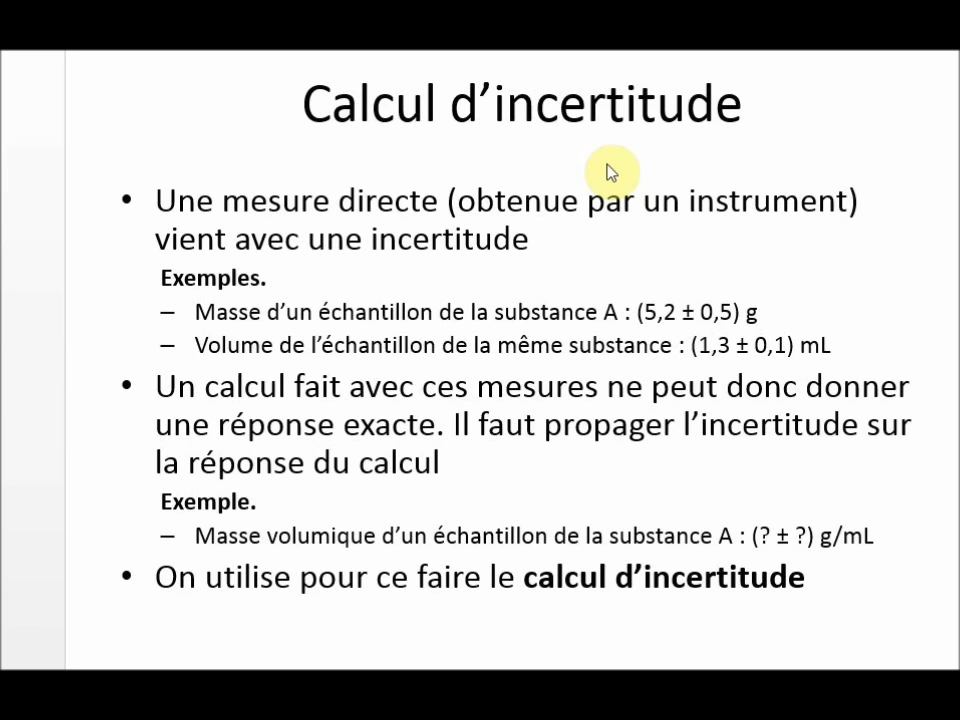 Calcul d’incertitude
• Une mesure directe (obtenue par un instrument)
vient avec une incertitude
Exemples.
– Masse d’un échantillon de la substance A : (5,2 ± 0,5) g
– Volume de l’échantillon de la même substance : (1,3 ± 0,1) mL
• Un calcul fait avec ces mesures ne peut donc donner
une réponse exacte. Il faut propager l’incertitude sur
la réponse du calcul
Exemple.
– Masse volumique d’un échantillon de la substance A : (? ± ?) g/mL
• On utilise pour ce faire le calcul d’incertitude